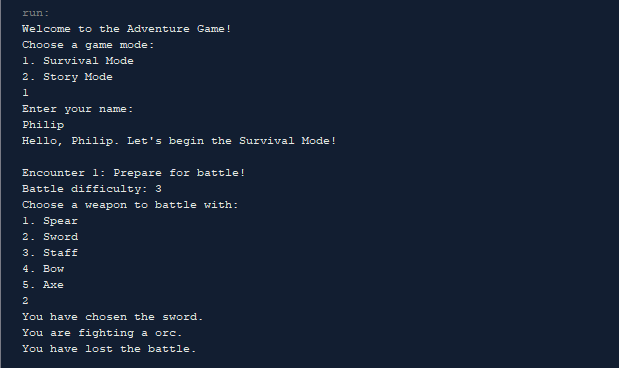 run:
Welcome to the Adventure Game!
Choose a game mode:
1. Survival Mode
2. Story Mode
1
Enter your name:
Philip
Hello, Philip. Let's begin the Survival Mode!
Encounter 1: Prepare for battle!
Battle difficulty: 3
Choose a weapon to battle with:
1. Spear
2. Sword
3. Staff
4. Bow
5. Axe
2
You have chosen the sword.
You are fighting a orc.
You have lost the battle.